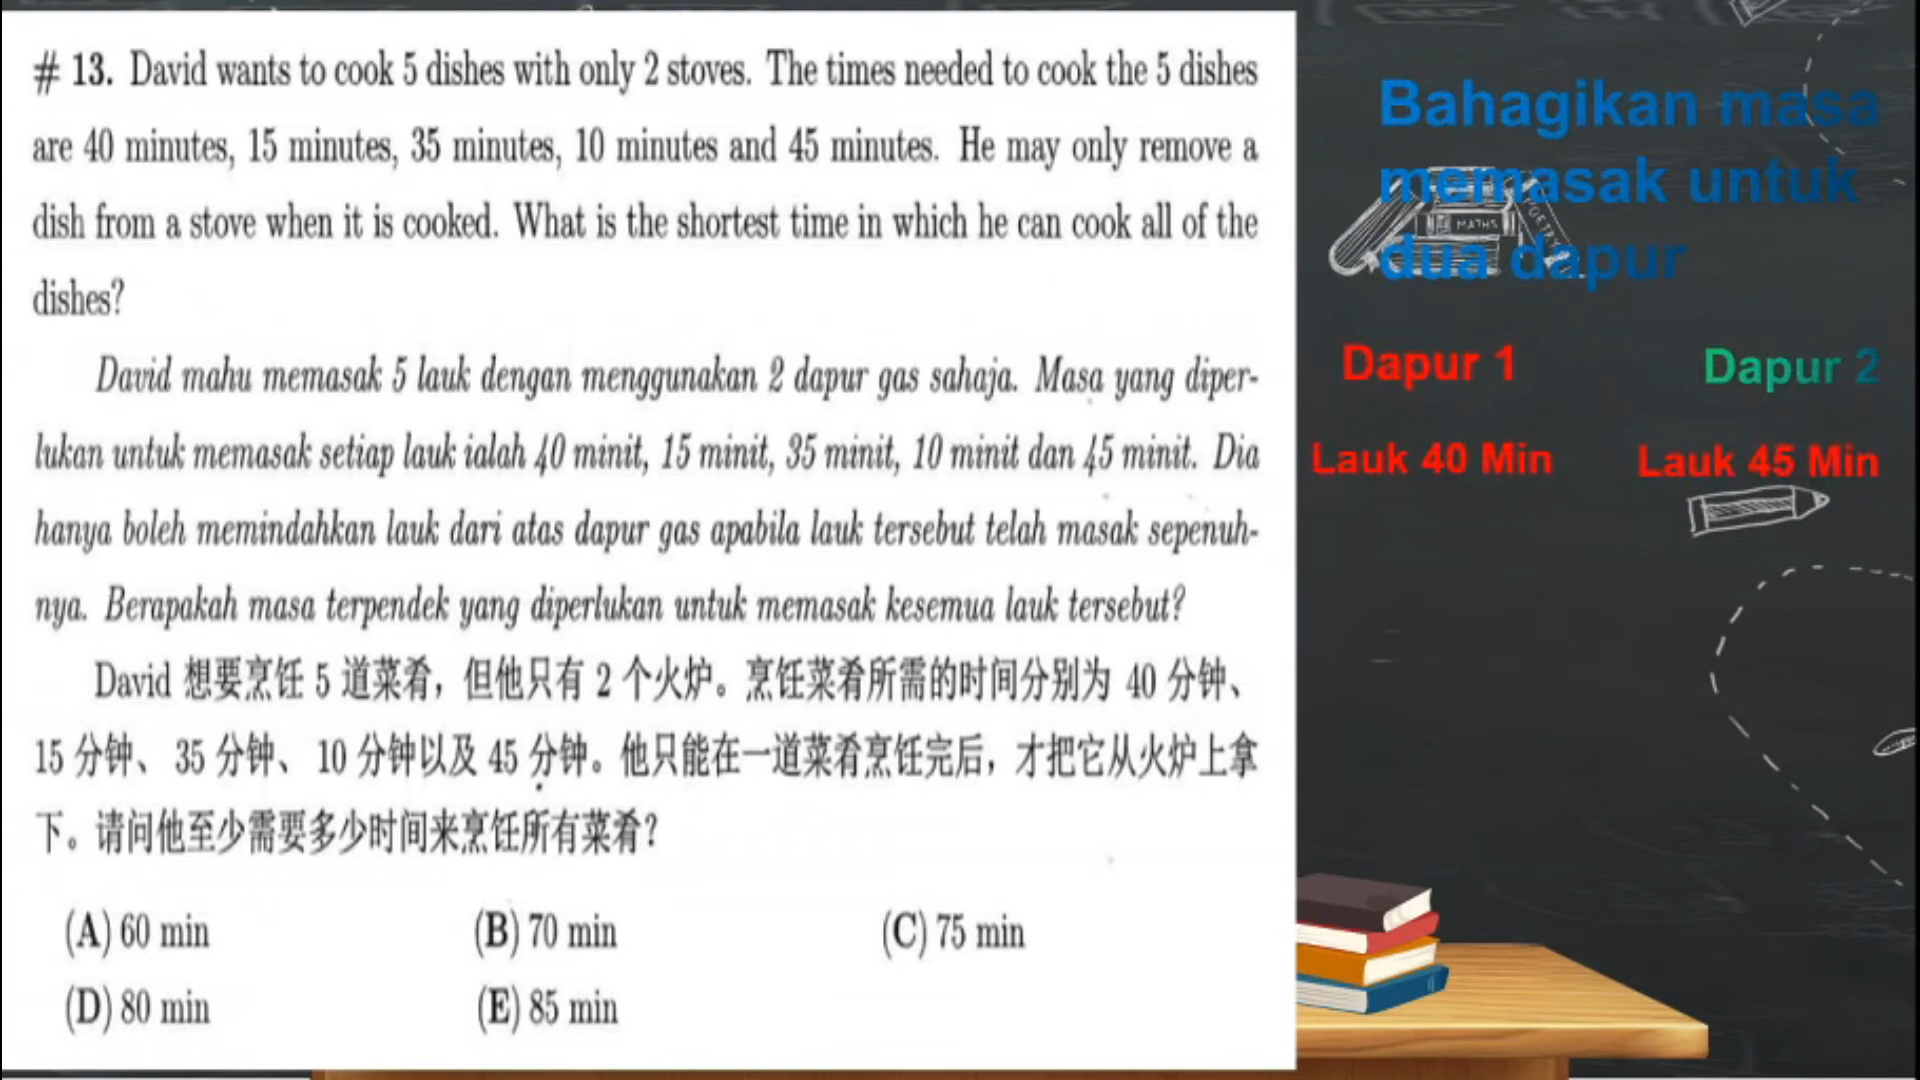 # 13. David wants to cook 5 dishes with only 2 stoves. The times needed to cook the 5 dishes
are 40 minutes, 15 minutes, 35 minutes, 10 minutes and 45 minutes. He may only remove a
dish from a stove when it is cooked. What is the shortest time in which he can cook all of the
dishes?
David mahu memasak 5 lauk dengan menggunakan 2 dapur gas sahaja. Masa yang diper-
lukan untuk memasak setiap lauk ialah 40 minit, 15 minit, 35 minit, 10 minit dan 45 minit. Dia
hanya boleh memindahkan lauk dari atas dapur gas apabila lauk tersebut telah masak sepenuh-
nya. Berapakah masa terpendek yang diperlukan untuk memasak kesemua lauk tersebut?
David 想要烹饪 5 道菜肴，但他只有 2 个火炉。烹饪菜肴所需的时间分别为 40 分钟、
15 分钟、 35 分钟、 10 分钟以及 45 分钟。他只能在一道菜肴烹饪完后，才把它从火炉上拿
下。请问他至少需要多少时间来烹饪所有菜肴？
(A) 60 min
(B) 70 min
(C) 75 min
(D) 80 min
(E) 85 min
Bahagikan masa
memasak untuk
dua dapur
MATHS
POETRY
Dapur 1
Dapur 2
Lauk 40 Min
Lauk 45 Min